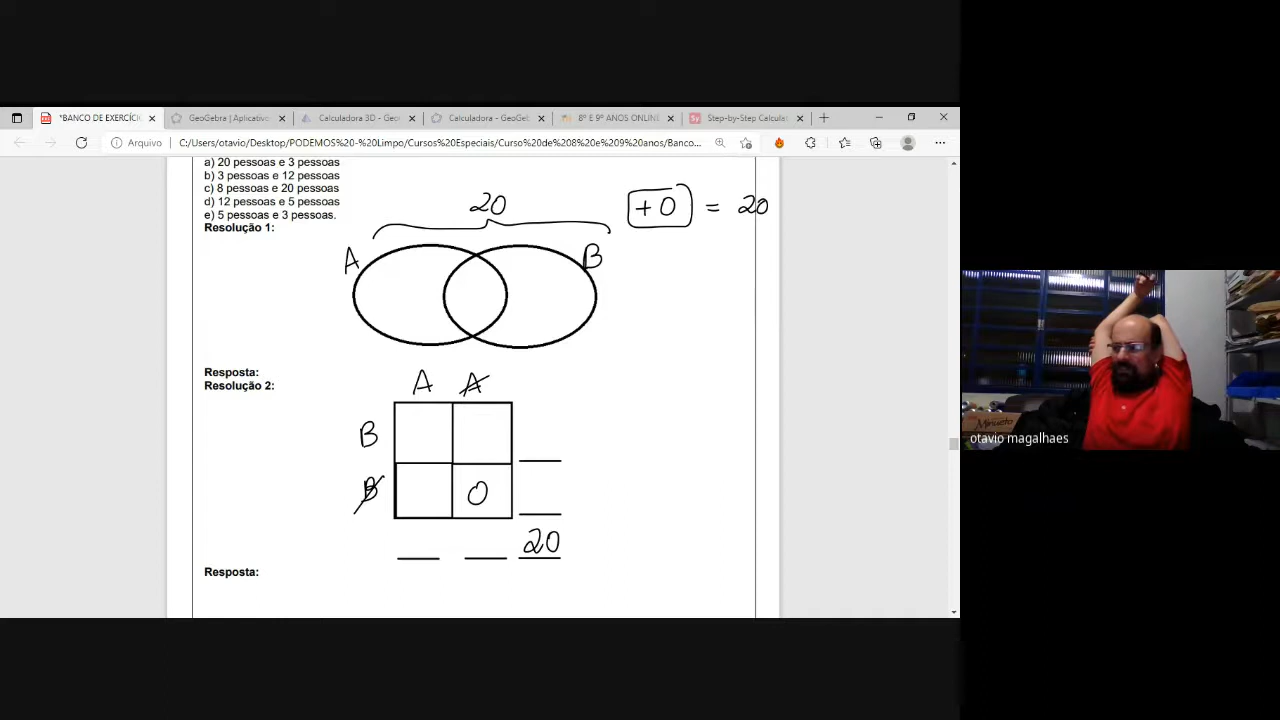 *BANCO DE EXERCÍCI
GeoGebra | Aplicativo
Calculadora 3D - Geo
Calculadora - GeoGeb
8º E 9º ANOS ONLINE
Step-by-Step Calculat
Arquivo
C:/Users/otavio/Desktop/PODEMOS%20-%20Limpo/Cursos%20Especiais/Curso%20de%208%20e%209%20anos/Banco...
a) 20 pessoas e 3 pessoas
b) 3 pessoas e 12 pessoas
c) 8 pessoas e 20 pessoas
d) 12 pessoas e 5 pessoas
e) 5 pessoas e 3 pessoas.
Resolução 1:
20
+ 0 = 20
A B
Resposta:
Resolução 2:
A A
B
B 0
20
Resposta:
Minueto
otavio magalhaes